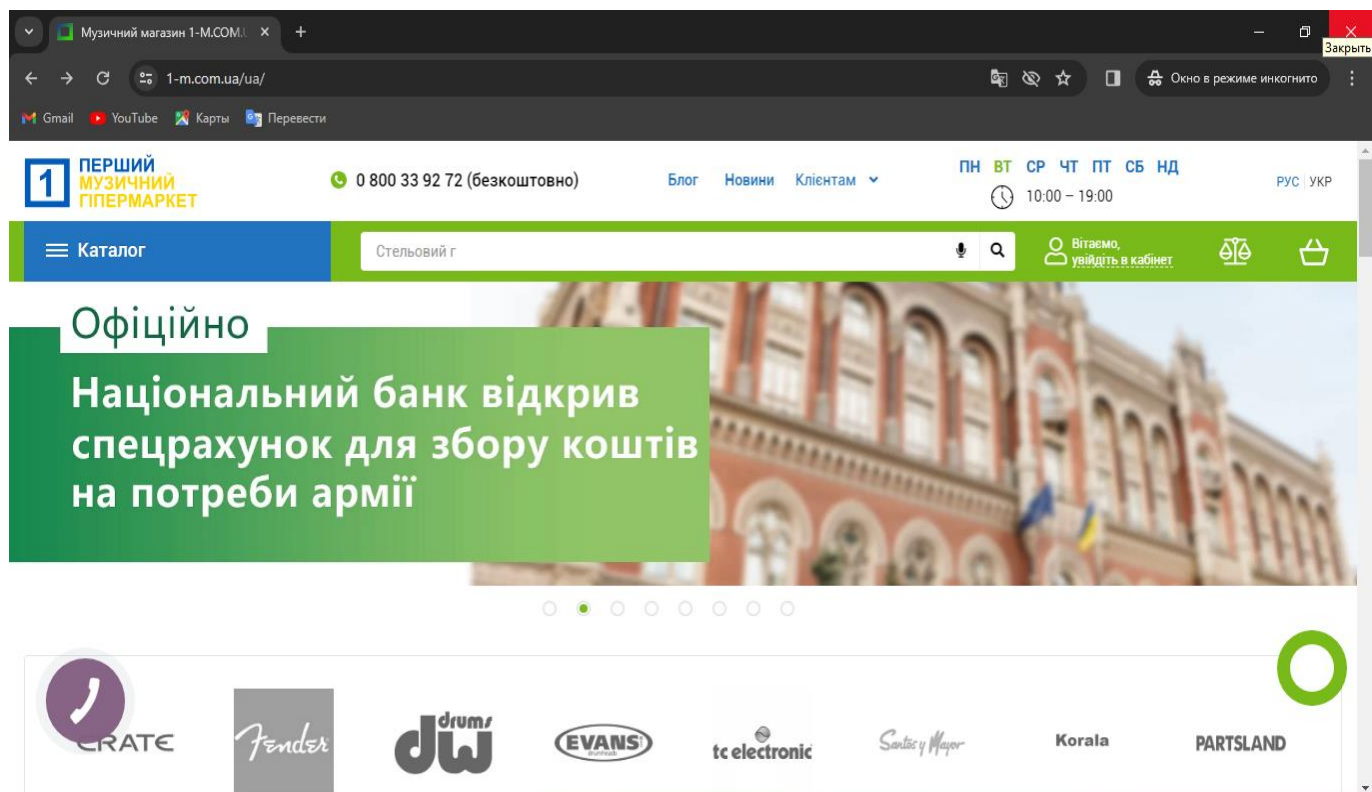 Музичний магазин 1-M.COM.U
Закрыть
1-m.com.ua/ua/
Окно в режиме инкогнито
Gmail YouTube Карты Перевести
1 ПЕРШИЙ
МУЗИЧНИЙ
ГІПЕРМАРКЕТ
0 800 33 92 72 (безкоштовно)
Блог Новини Клієнтам
ПН ВТ СР ЧТ ПТ СБ НД
10:00 – 19:00
РУС УКР
Каталог
Стельовий г
Вітаємо,
увійдіть в кабінет
Офіційно
Національний банк відкрив
спецрахунок для збору коштів
на потреби армії
CRATE
Fender
drums
dw
EVANS
tc electronic
Santos y Mayor
Korala
PARTSLAND